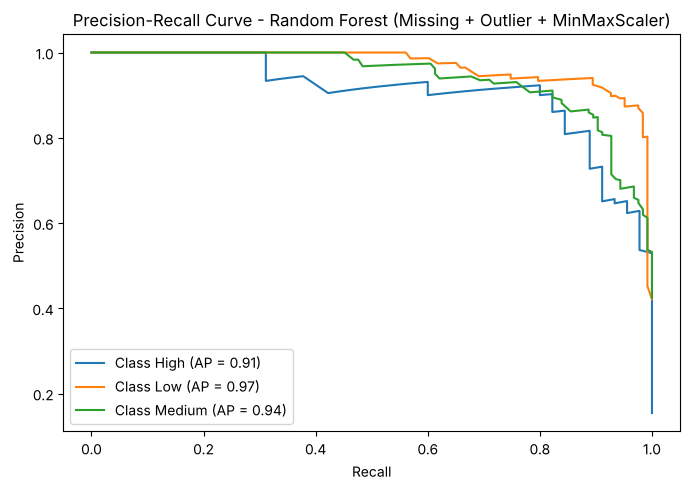 Precision-Recall Curve - Random Forest (Missing + Outlier + MinMaxScaler)
Precision
1.0
0.8
0.6
0.4
0.2
Class High (AP = 0.91)
Class Low (AP = 0.97)
Class Medium (AP = 0.94)
0.0 0.2 0.4 0.6 0.8 1.0
Recall